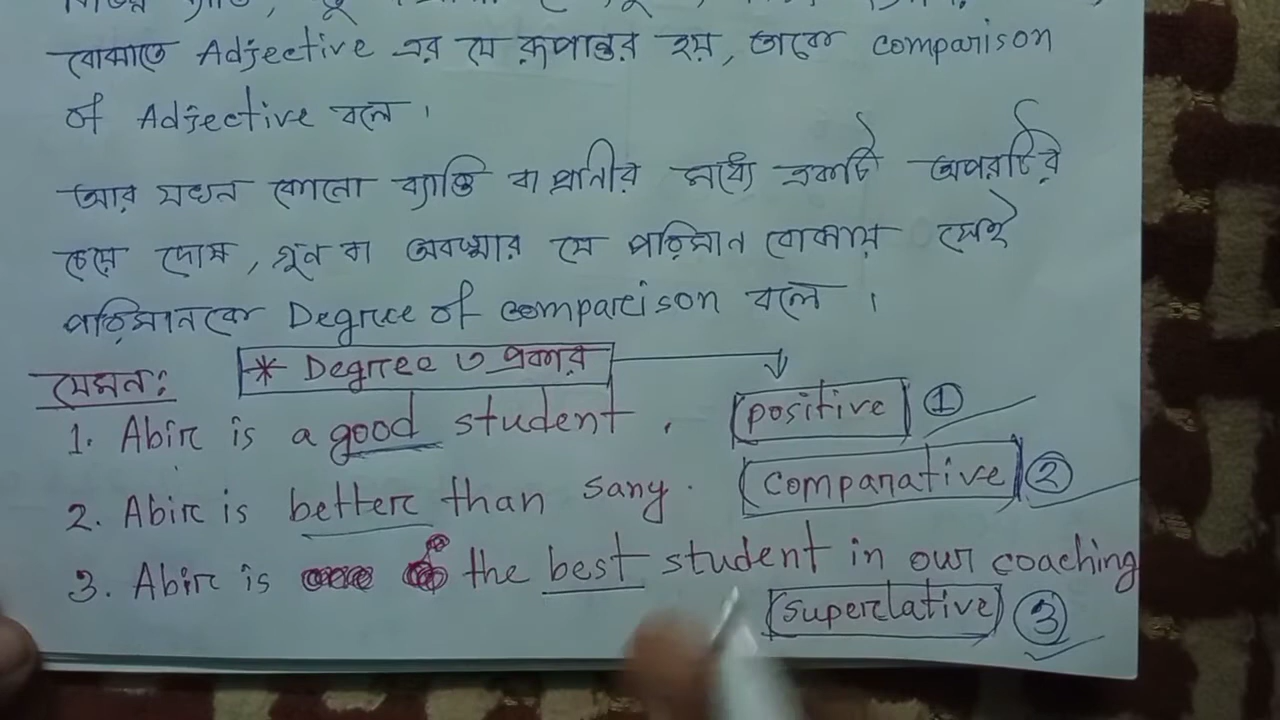 বোঝাতে Adjective এর যে রূপান্তর হয়, তাকে comparison
of Adjective বলে ।
আর যখন কোনো ব্যাক্তি বা প্রানীর মধ্যে একটি অপরটির
চেয়ে দোষ, গুন বা অবস্থার যে পরিমান বোঝায় সেই
পরিমানকে Degree of comparison বলে ।
যেমন: * Degree ৩ প্রকার
1. Abir is a good student . positive 1
2. Abir is better than sany. comparative 2
3. Abir is the best student in our coaching
superlative 3